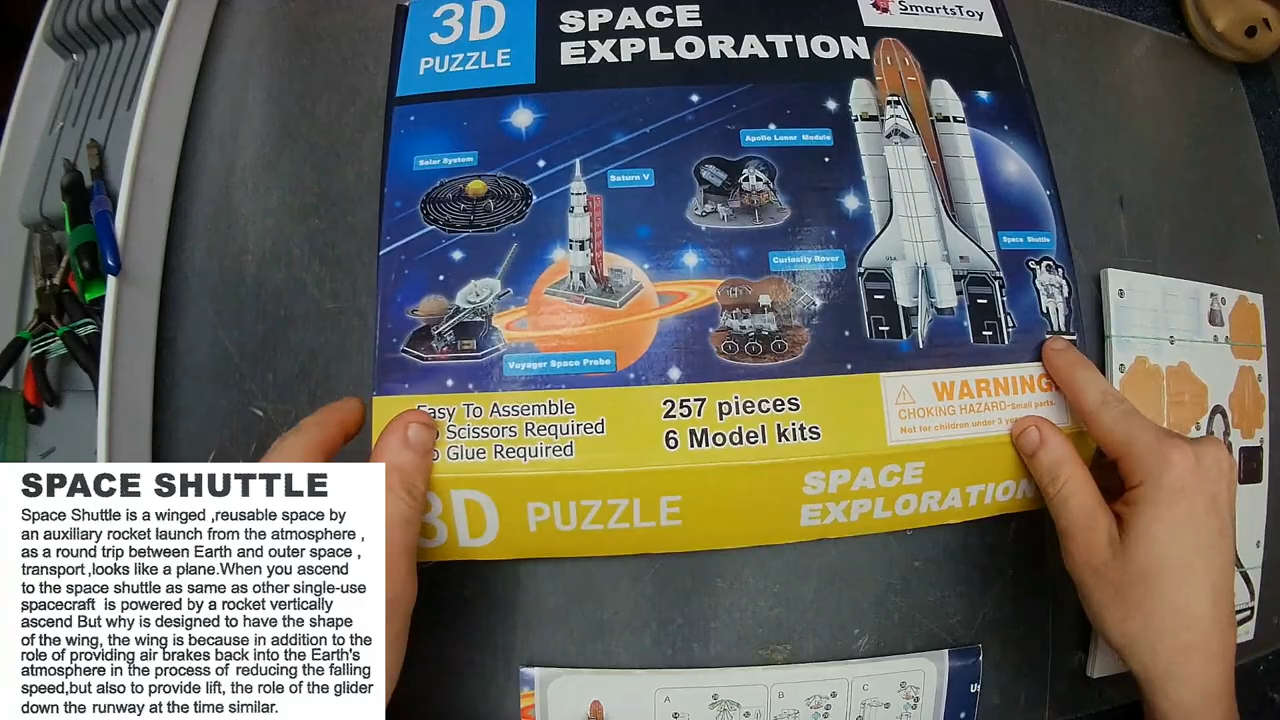 3D
PUZZLE
SPACE
EXPLORATION
SmartsToy
Solar System
Saturn V
Apollo Lunar Module
Curiosity Rover
Space Shuttle
Voyager Space Probe
USA
Easy To Assemble
Scissors Required
Glue Required
257 pieces
6 Model kits
WARNING:
CHOKING HAZARD-Small parts.
Not for children under 3
3D PUZZLE
SPACE
EXPLORATION
SPACE SHUTTLE
Space Shuttle is a winged ,reusable space by
an auxiliary rocket launch from the atmosphere ,
as a round trip between Earth and outer space ,
transport,looks like a plane.When you ascend
to the space shuttle as same as other single-use
spacecraft is powered by a rocket vertically
ascend But why is designed to have the shape
of the wing, the wing is because in addition to the
role of providing air brakes back into the Earth's
atmosphere in the process of reducing the falling
speed,but also to provide lift, the role of the glider
down the runway at the time similar.
A
B
C